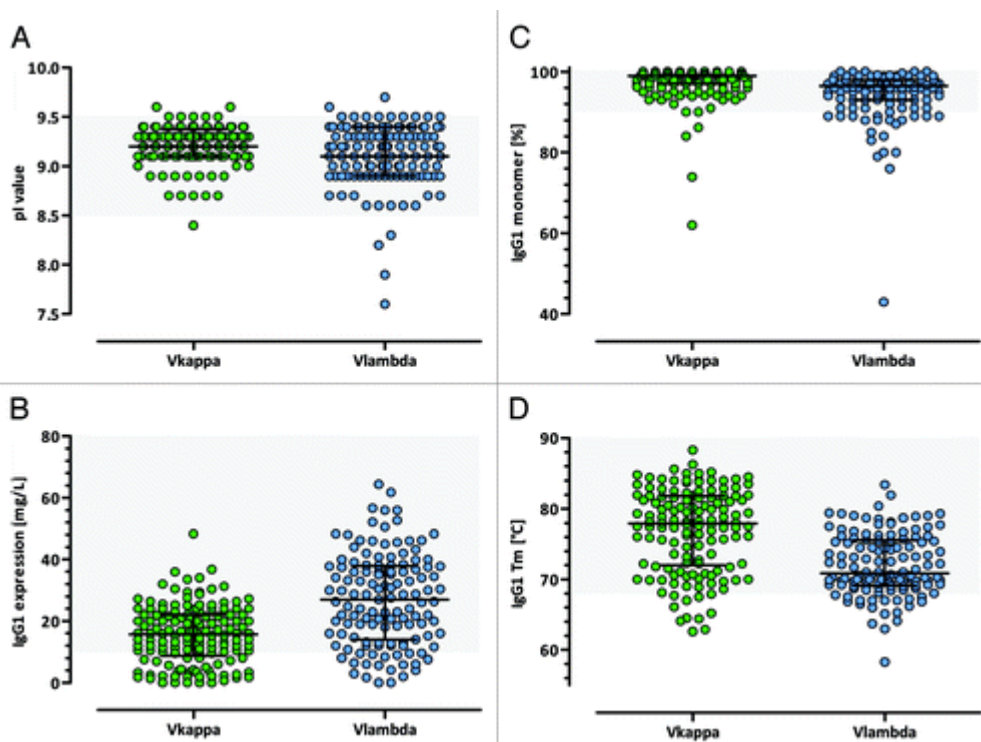 A
pI value
10.0
9.5
9.0
8.5
8.0
7.5
Vkappa
Vlambda
C
IgG1 monomer [%]
100
80
60
40
Vkappa
Vlambda
B
IgG1 expression [mg/L]
80
60
40
20
0
Vkappa
Vlambda
D
IgG1 Tm [°C]
90
80
70
60
Vkappa
Vlambda